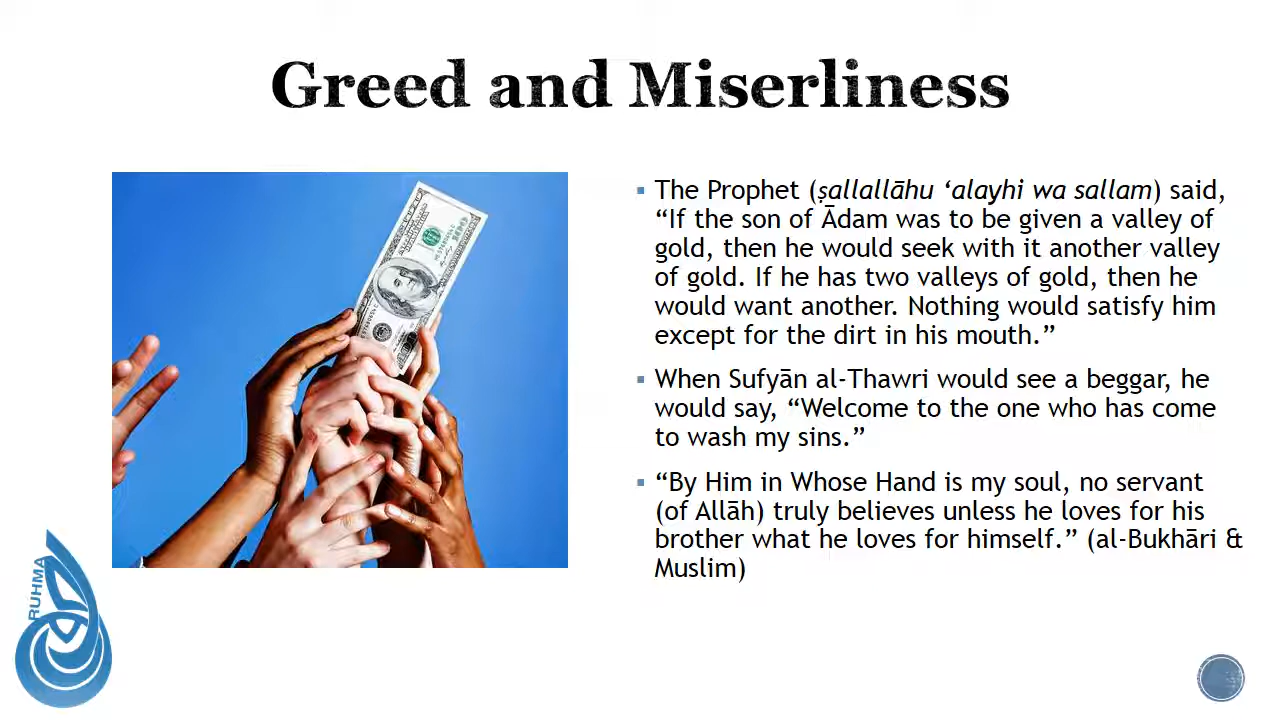 Greed and Miserliness
The Prophet (ṣallallāhu ‘alayhi wa sallam) said,
“If the son of Ādam was to be given a valley of
gold, then he would seek with it another valley
of gold. If he has two valleys of gold, then he
would want another. Nothing would satisfy him
except for the dirt in his mouth.”
When Sufyān al-Thawri would see a beggar, he
would say, “Welcome to the one who has come
to wash my sins.”
“By Him in Whose Hand is my soul, no servant
(of Allāh) truly believes unless he loves for his
brother what he loves for himself.” (al-Bukhāri &
Muslim)
RUHMA